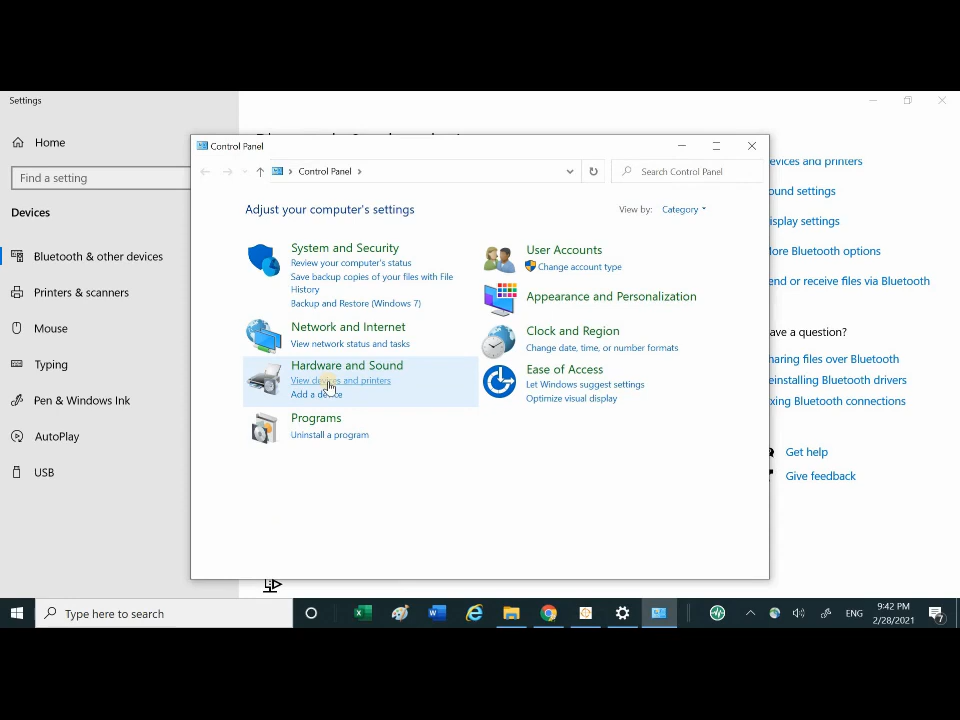 Settings
Home
Find a setting
Devices
Bluetooth & other devices
Printers & scanners
Mouse
Typing
Pen & Windows Ink
AutoPlay
USB
Control Panel
Control Panel
Search Control Panel
Adjust your computer's settings
View by: Category
System and Security
Review your computer's status
Save backup copies of your files with File
History
Backup and Restore (Windows 7)
Network and Internet
View network status and tasks
Hardware and Sound
View devices and printers
Add a device
Programs
Uninstall a program
User Accounts
Change account type
Appearance and Personalization
Clock and Region
Change date, time, or number formats
Ease of Access
Let Windows suggest settings
Optimize visual display
evices and printers
ound settings
isplay settings
ore Bluetooth options
end or receive files via Bluetooth
ave a question?
haring files over Bluetooth
einstalling Bluetooth drivers
xing Bluetooth connections
Get help
Give feedback
Type here to search
ENG
9:42 PM
2/28/2021
7